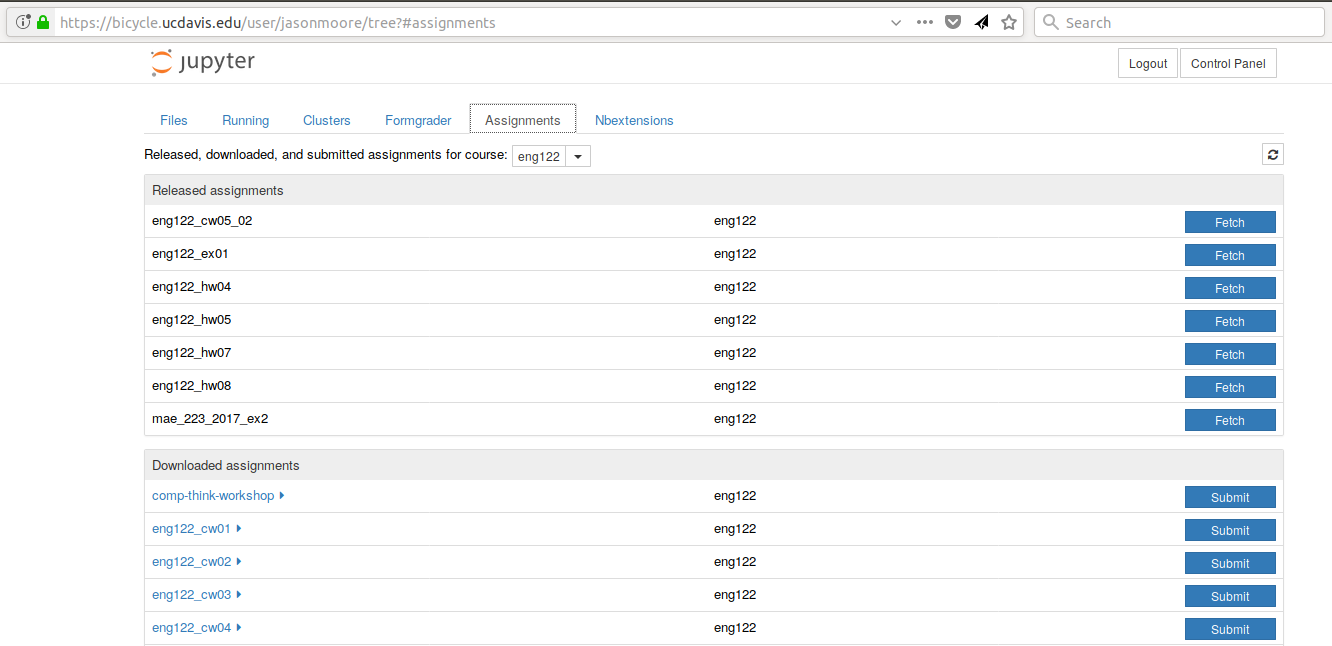 https://bicycle.ucdavis.edu/user/jasonmoore/tree?#assignments
Search
jupyter
Logout
Control Panel
Files
Running
Clusters
Formgrader
Assignments
Nbextensions
Released, downloaded, and submitted assignments for course: eng122
Released assignments
eng122_cw05_02 eng122 Fetch
eng122_ex01 eng122 Fetch
eng122_hw04 eng122 Fetch
eng122_hw05 eng122 Fetch
eng122_hw07 eng122 Fetch
eng122_hw08 eng122 Fetch
mae_223_2017_ex2 eng122 Fetch
Downloaded assignments
comp-think-workshop eng122 Submit
eng122_cw01 eng122 Submit
eng122_cw02 eng122 Submit
eng122_cw03 eng122 Submit
eng122_cw04 eng122 Submit